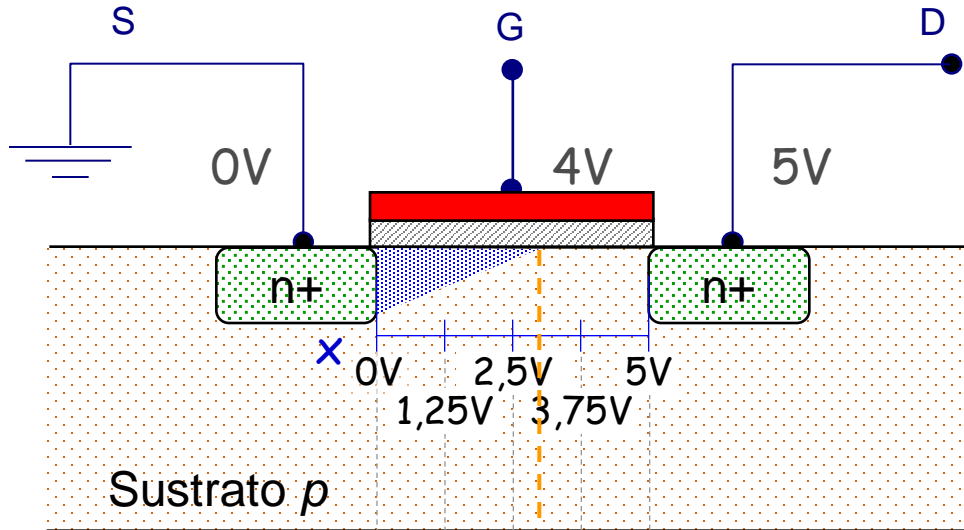 S G D
0V 4V 5V
n+ n+
x 0V 2,5V 5V
1,25V 3,75V
Sustrato p